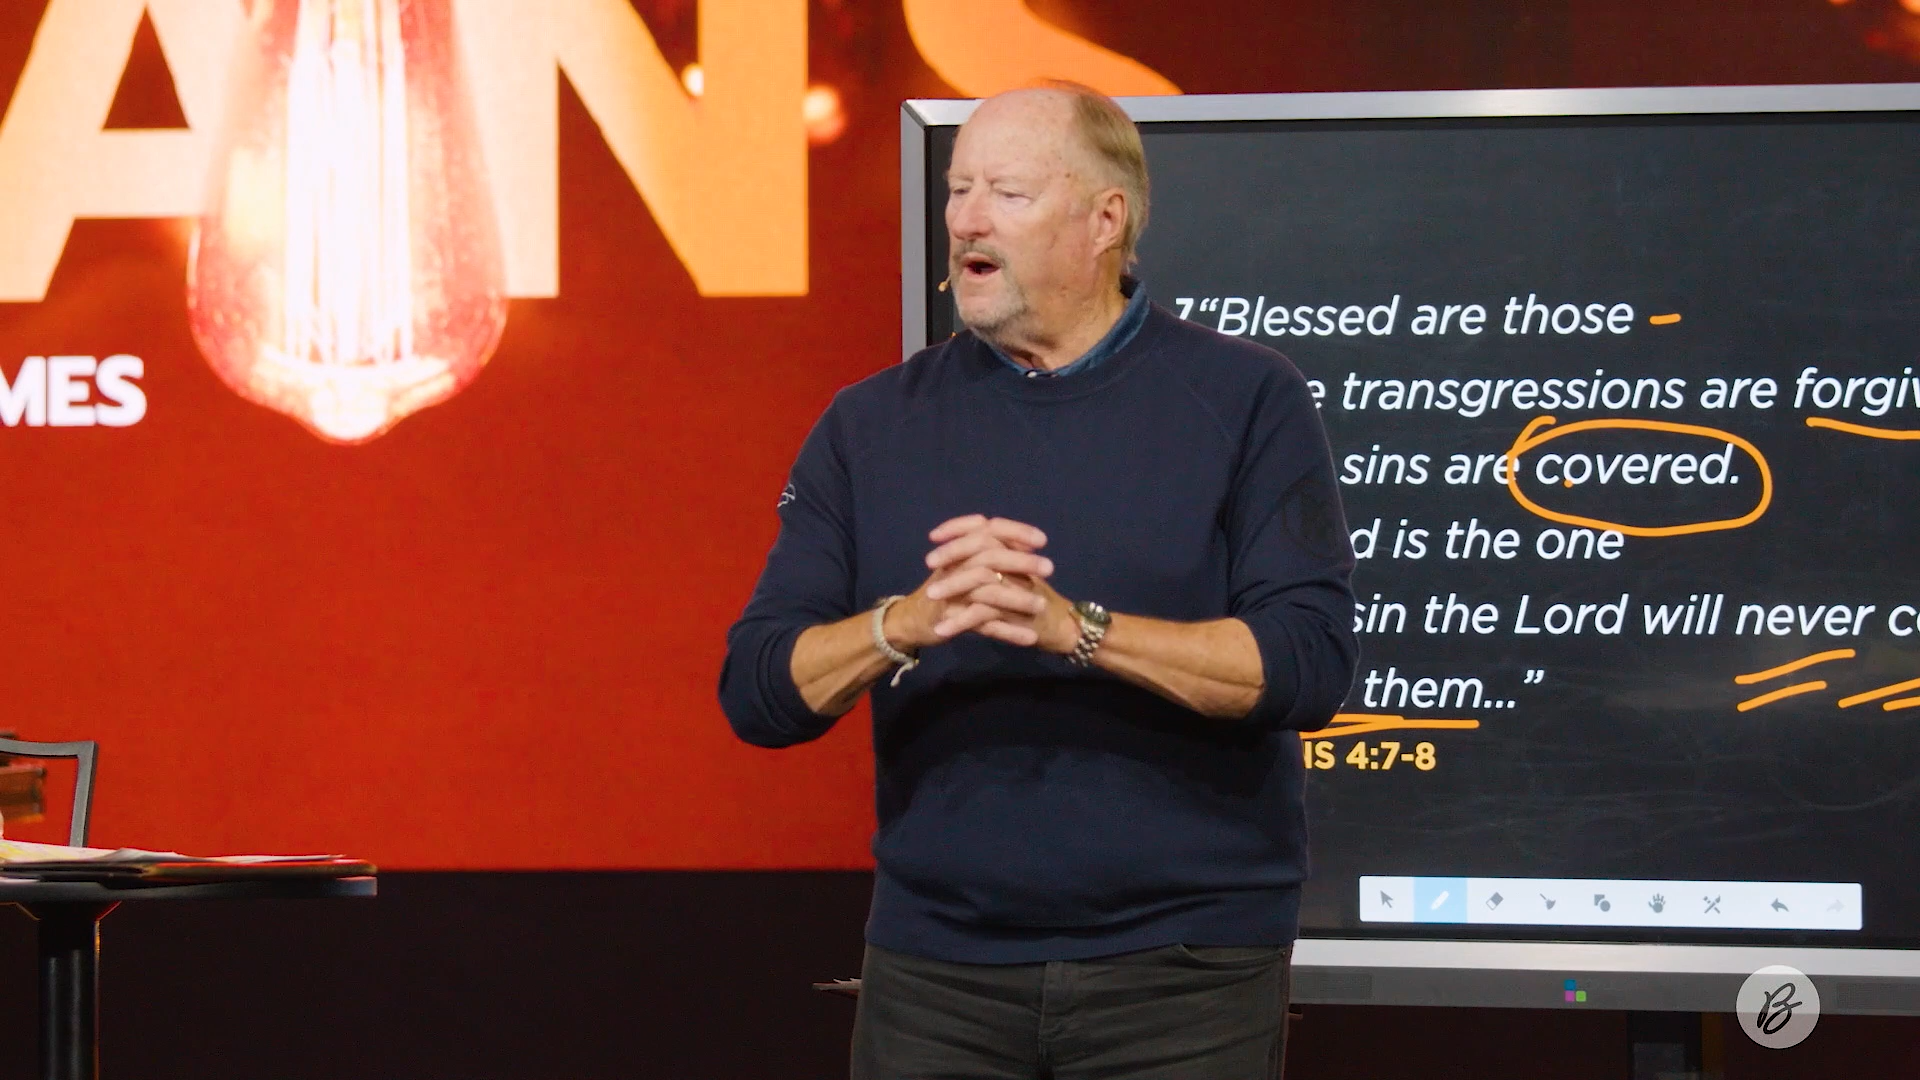 ANS
MES
7 “Blessed are those
transgressions are forgiv
sins are covered.
d is the one
sin the Lord will never c
them...”
NS 4:7-8
B